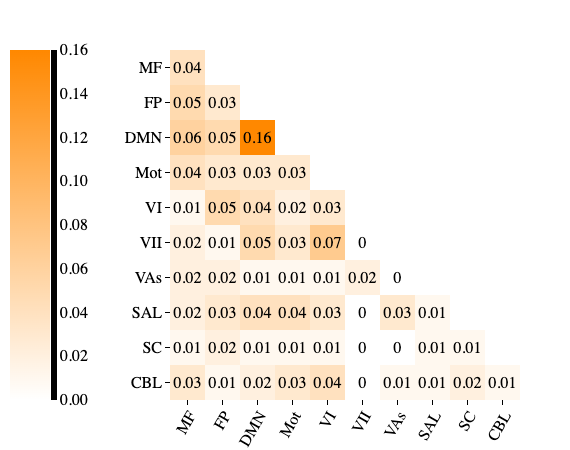 0.16
0.14
0.12
0.10
0.08
0.06
0.04
0.02
0.00
MF 0.04
FP 0.05 0.03
DMN 0.06 0.05 0.16
Mot 0.04 0.03 0.03 0.03
VI 0.01 0.05 0.04 0.02 0.03
VII 0.02 0.01 0.05 0.03 0.07 0
VAs 0.02 0.02 0.01 0.01 0.01 0.02 0
SAL 0.02 0.03 0.04 0.04 0.03 0 0.03 0.01
SC 0.01 0.02 0.01 0.01 0.01 0 0 0.01 0.01
CBL 0.03 0.01 0.02 0.03 0.04 0 0.01 0.01 0.02 0.01
MF FP DMN Mot VI VII VAs SAL SC CBL